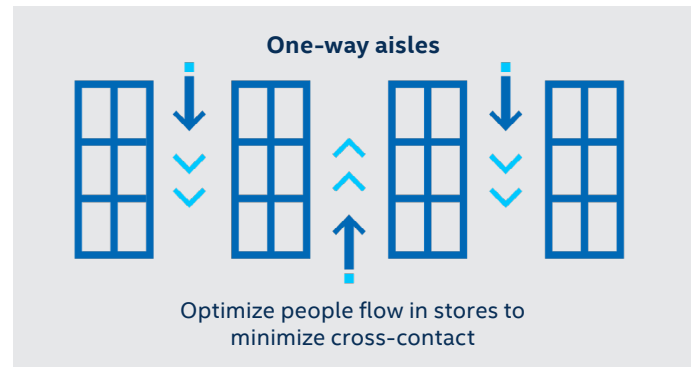 One-way aisles
Optimize people flow in stores to
minimize cross-contact